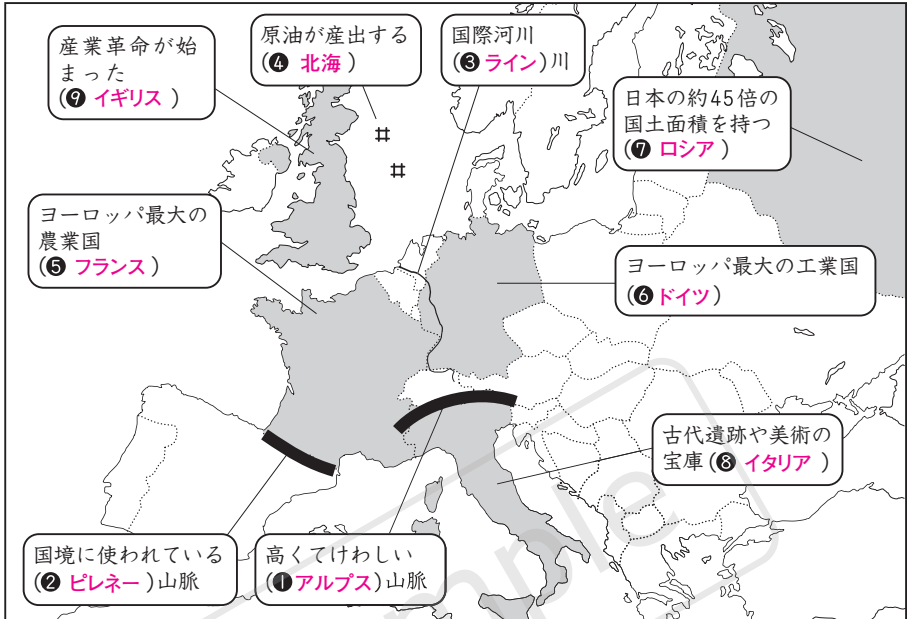 産業革命が始
まった
(❾ イギリス )
原油が産出する
(❹ 北海 )
国際河川
(❸ ライン)川
日本の約45倍の
国土面積を持つ
(❼ ロシア )
ヨーロッパ最大の
農業国
(❺ フランス )
ヨーロッパ最大の工業国
(❻ ドイツ)
古代遺跡や美術の
宝庫(❽ イタリア )
国境に使われている
(❷ ピレネー)山脈
高くてけわしい
(❶アルプス)山脈
Sample